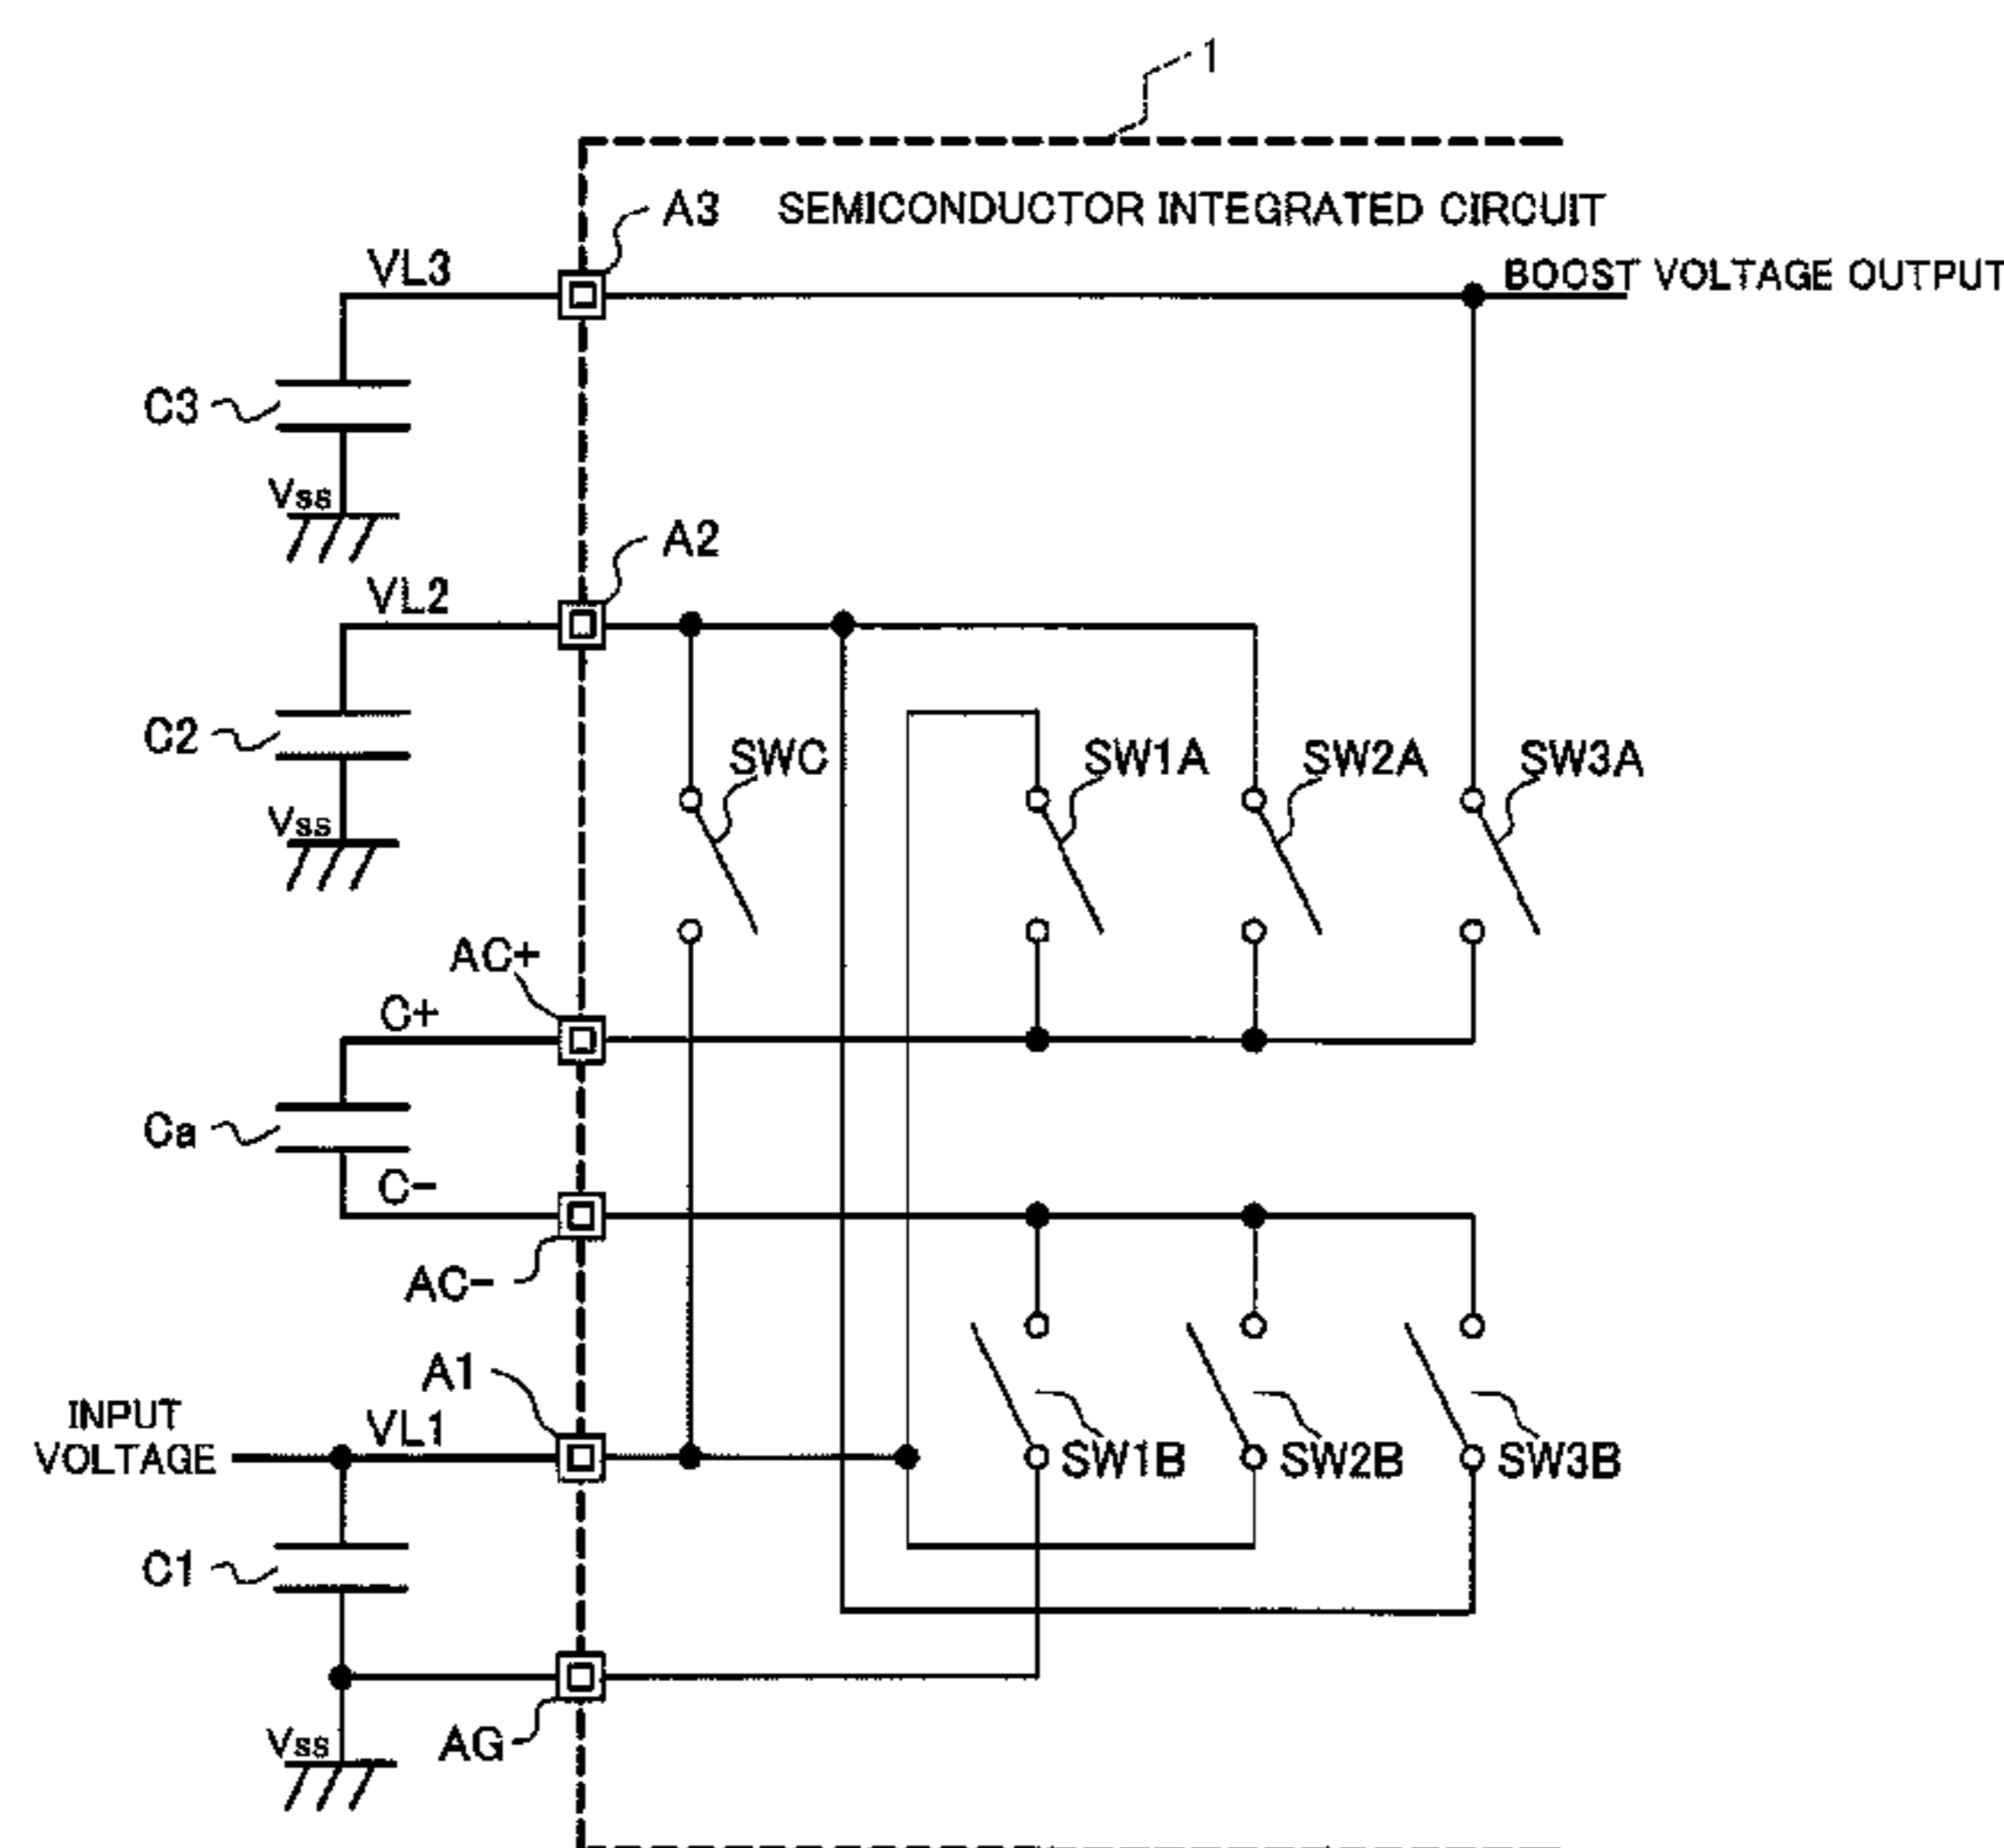 1
A3 SEMICONDUCTOR INTEGRATED CIRCUIT
VL3
BOOST VOLTAGE OUTPUT
C3
Vss
A2
VL2
C2
SWC
SW1A
SW2A
SW3A
Vss
AC+
C+
Ca
C-
AC-
A1
INPUT
VOLTAGE
VL1
SW1B
SW2B
SW3B
C1
Vss
AG